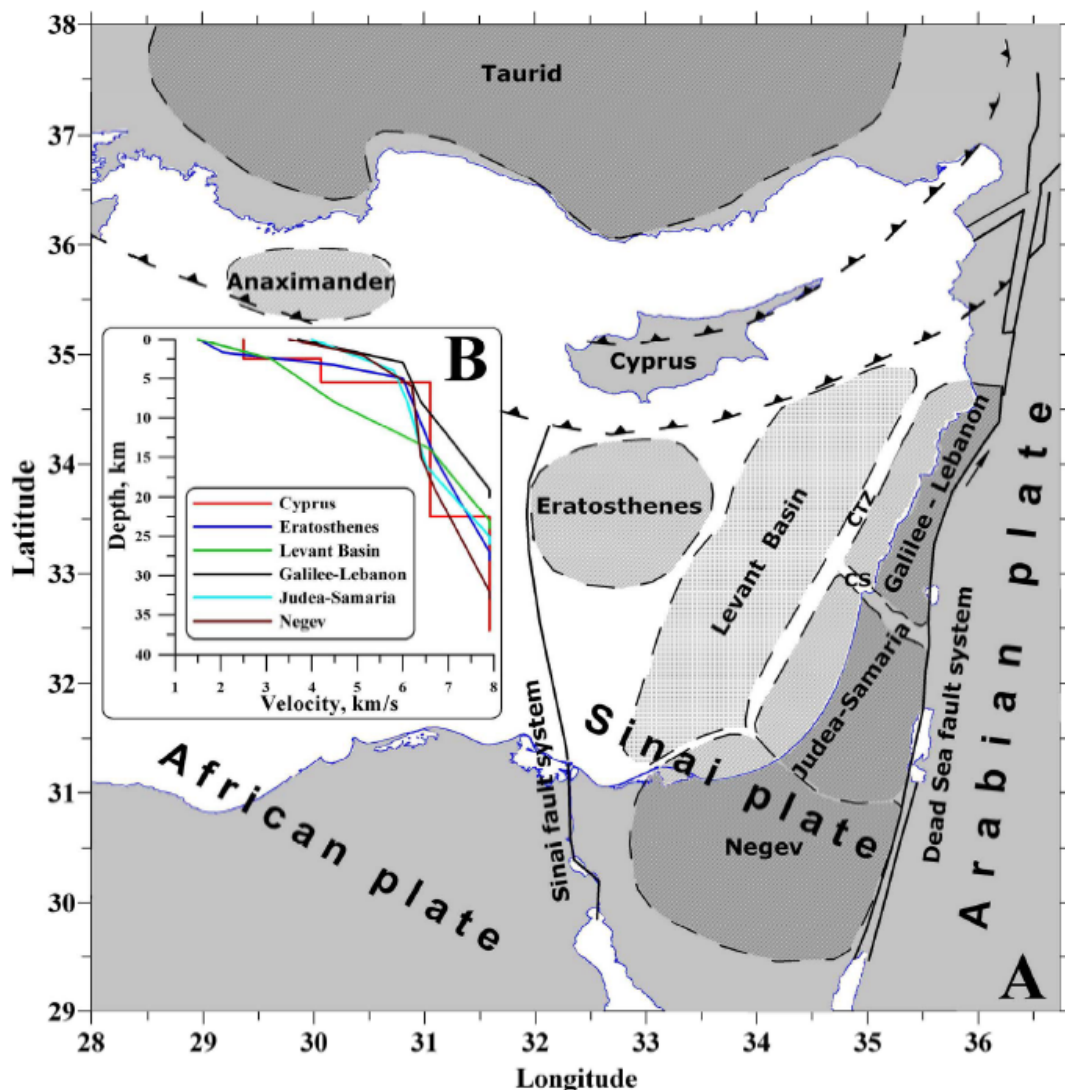 38
37
36
35
34
33
32
31
30
29
28
29
30
31
32
33
34
35
36
Latitude
Longitude
Taurid
Anaximander
Cyprus
Eratosthenes
Levant Basin
CTZ
CS
Galilee - Lebanon
Judea-Samaria
Negev
Sinai plate
African plate
Arabian plate
Sinai fault system
Dead Sea fault system
A
B
0
5
10
15
20
25
30
35
40
Depth, km
Cyprus
Eratosthenes
Levant Basin
Galilee-Lebanon
Judea-Samaria
Negev
1
2
3
4
5
6
7
8
Velocity, km/s